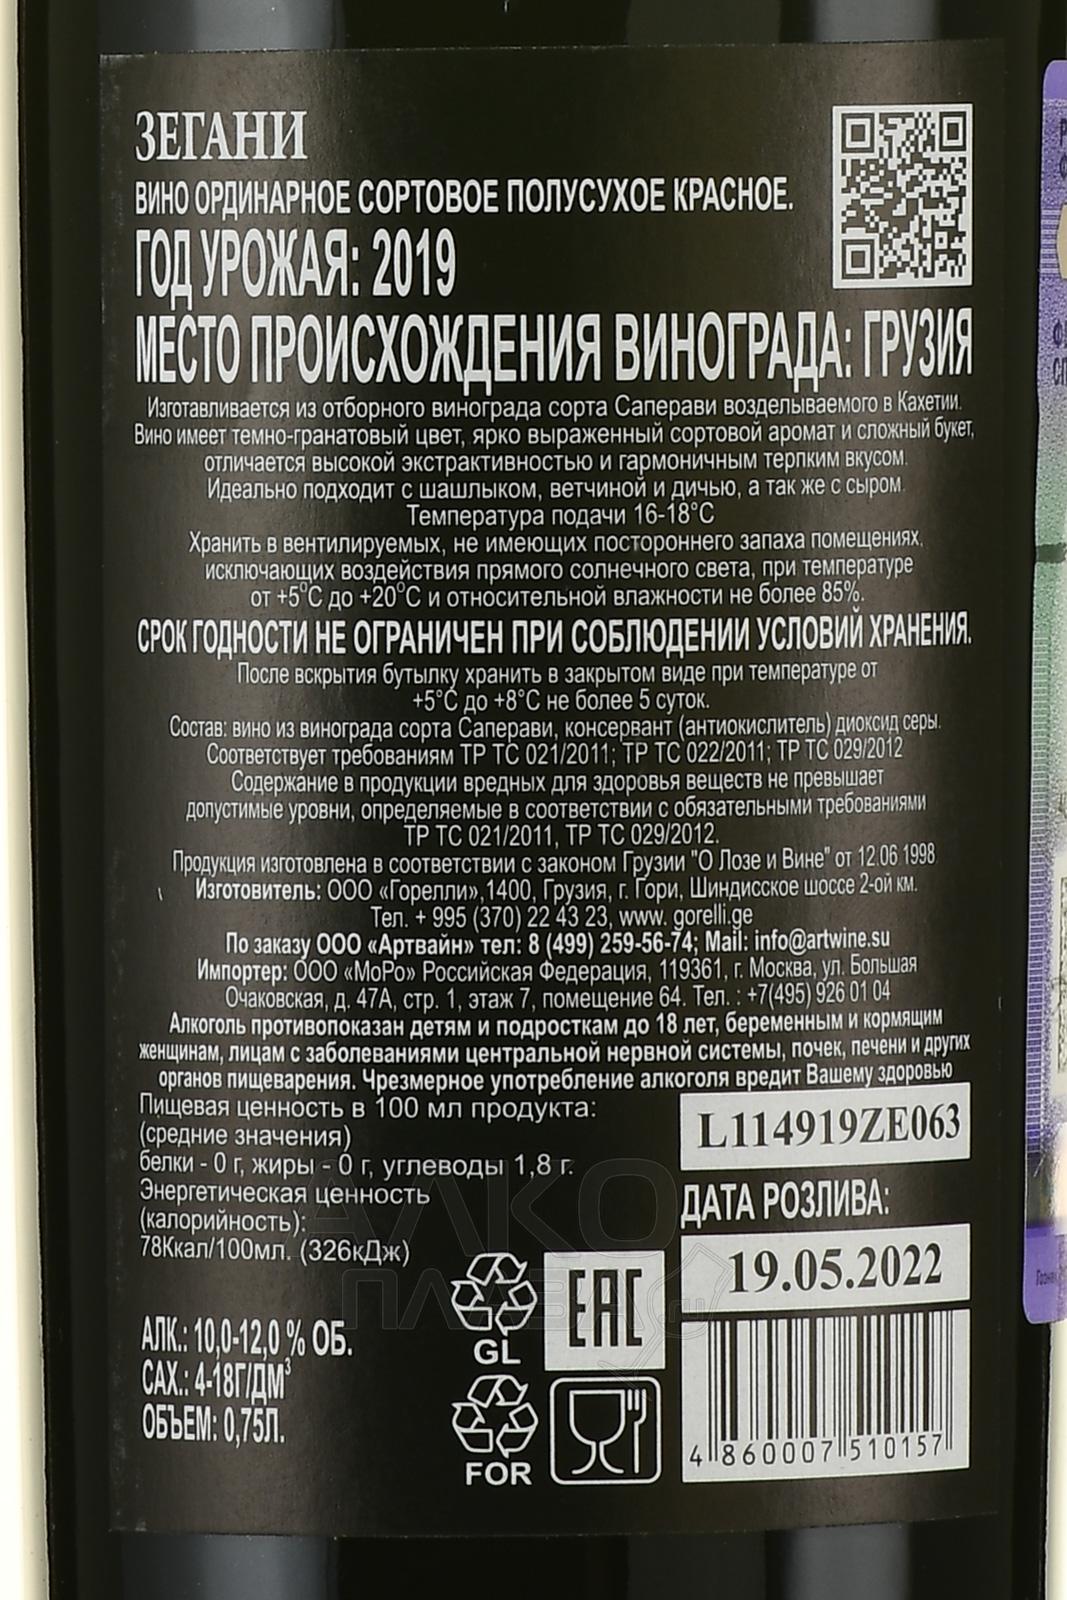 ЗЕГАНИ
ВИНО ОРДИНАРНОЕ СОРТОВОЕ ПОЛУСУХОЕ КРАСНОЕ.
ГОД УРОЖАЯ: 2019
МЕСТО ПРОИСХОЖДЕНИЯ ВИНОГРАДА: ГРУЗИЯ
Изготавливается из отборного винограда сорта Саперави возделываемого в Кахетии.
Вино имеет темно-гранатовый цвет, ярко выраженный сортовой аромат и сложный букет,
отличается высокой экстрактивностью и гармоничным терпким вкусом.
Идеально подходит с шашлыком, ветчиной и дичью, а так же с сыром.
Температура подачи 16-18°C
Хранить в вентилируемых, не имеющих постороннего запаха помещениях,
исключающих воздействия прямого солнечного света, при температуре
от +5°C до +20°C и относительной влажности не более 85%.
СРОК ГОДНОСТИ НЕ ОГРАНИЧЕН ПРИ СОБЛЮДЕНИИ УСЛОВИЙ ХРАНЕНИЯ.
После вскрытия бутылку хранить в закрытом виде при температуре от
+5°C до +8°C не более 5 суток.
Состав: вино из винограда сорта Саперави, консервант (антиокислитель) диоксид серы.
Соответствует требованиям ТР ТС 021/2011; ТР ТС 022/2011; ТР ТС 029/2012
Содержание в продукции вредных для здоровья веществ не превышает
допустимые уровни, определяемые в соответствии с обязательными требованиями
ТР ТС 021/2011, ТР ТС 029/2012.
Продукция изготовлена в соответствии с законом Грузии "О Лозе и Вине" от 12.06 1998
Изготовитель: ООО «Горелли»,1400, Грузия, г. Гори, Шиндисское шоссе 2-ой км.
Тел. + 995 (370) 22 43 23, www. gorelli.ge
По заказу ООО «Артвайн» тел: 8 (499) 259-56-74; Mail: info@artwine.su
Импортер: ООО «МоРо» Российская Федерация, 119361, г. Москва, ул. Большая
Очаковская, д. 47А, стр. 1, этаж 7, помещение 64. Тел. : +7(495) 926 01 04
Алкоголь противопоказан детям и подросткам до 18 лет, беременным и кормящим
женщинам, лицам с заболеваниями центральной нервной системы, почек, печени и других
органов пищеварения. Чрезмерное употребление алкоголя вредит Вашему здоровью
Пищевая ценность в 100 мл продукта:
(средние значения)
белки - 0 г, жиры - 0 г, углеводы 1,8 г.
Энергетическая ценность
(калорийность):
78Ккал/100мл. (326кДж)
L114919ZE063
ДАТА РОЗЛИВА:
19.05.2022
АЛК.: 10,0-12,0 % ОБ.
САХ.: 4-18Г/ДМ³
ОБЪЕМ: 0,75Л.
GL
EAC
FOR
4 860007 510157
АЛКО
ПЛАЗА
ru